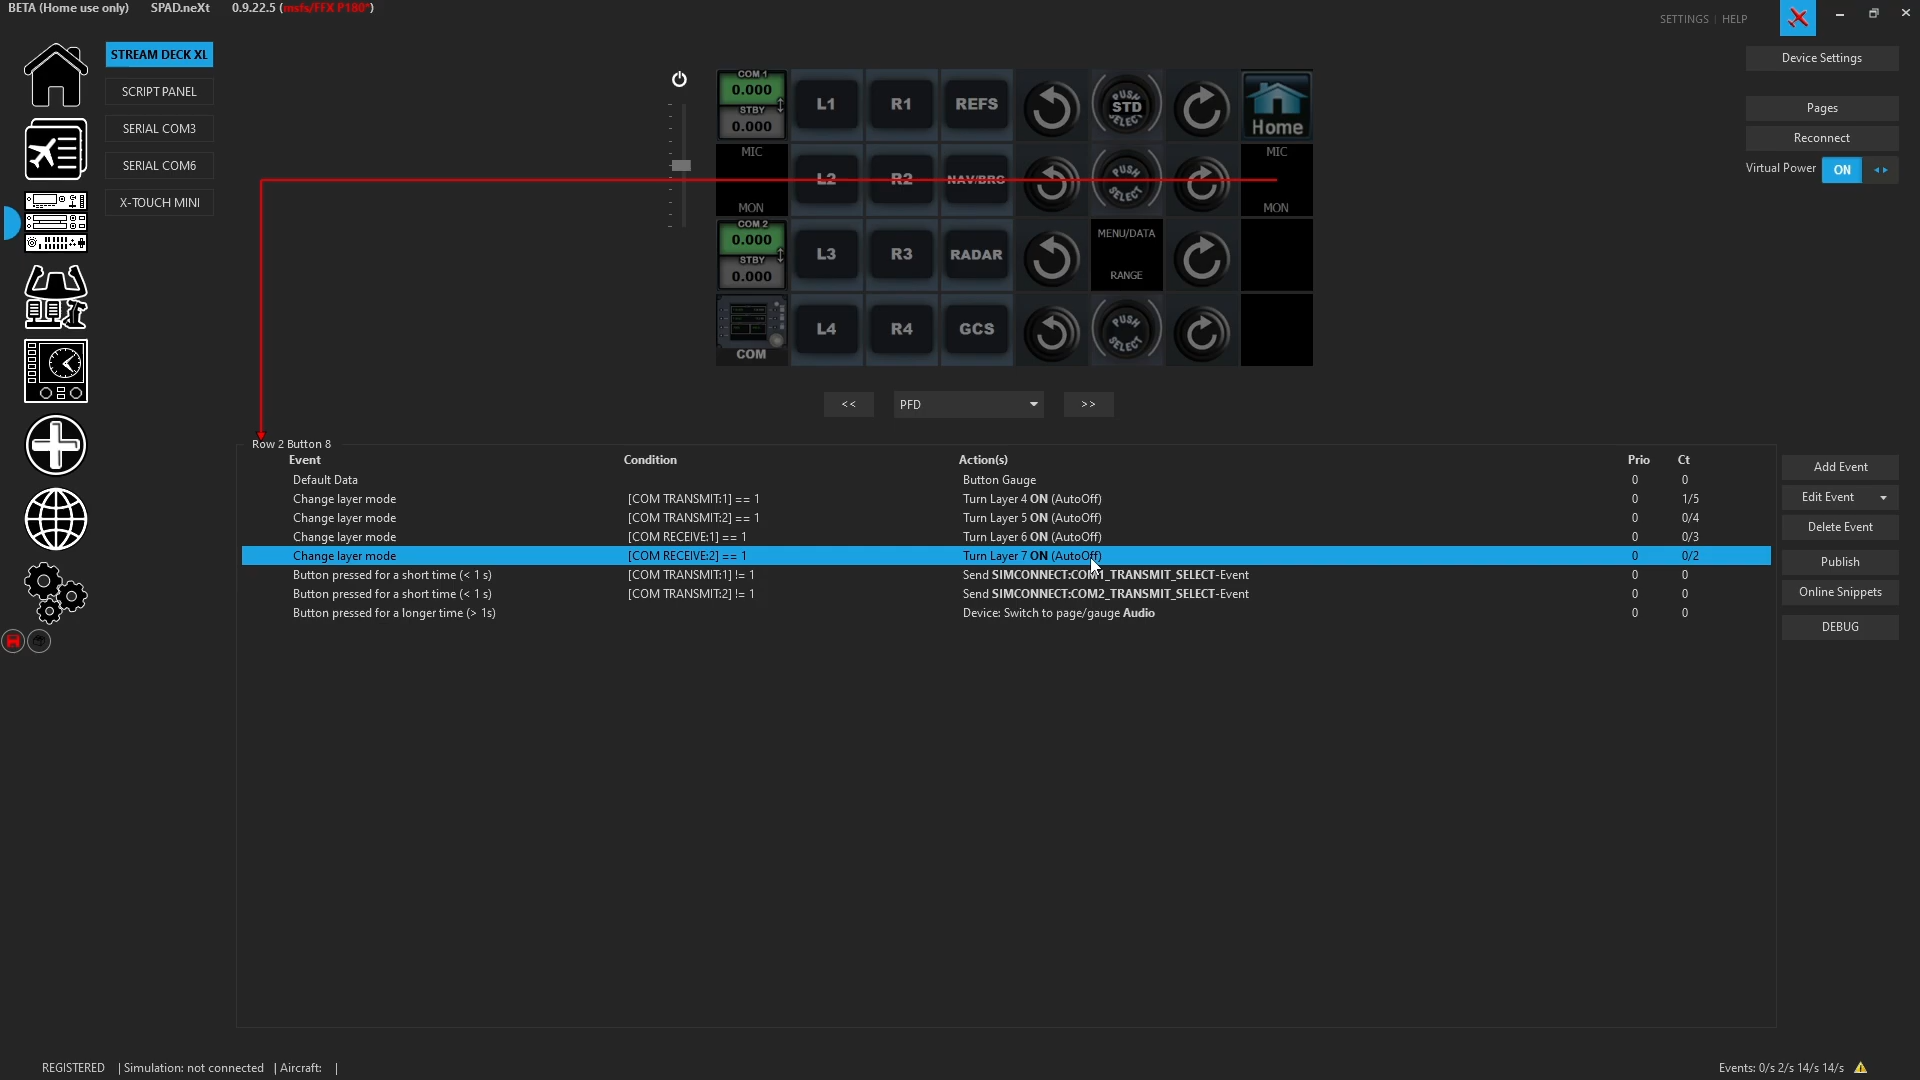 BETA (Home use only) SPAD.neXt 0.9.22.5 (msfs/FFX P180*)
SETTINGS | HELP
STREAM DECK XL
SCRIPT PANEL
SERIAL COM3
SERIAL COM6
X-TOUCH MINI
COM 1
0.000
STBY
0.000
L1
R1
REFS
PUSH
STD
SELECT
Home
MIC
MON
L2
R2
NAV/BRG
PUSH
SELECT
MIC
MON
COM 2
0.000
STBY
0.000
L3
R3
RADAR
MENU/DATA
RANGE
COM
L4
R4
GCS
PUSH
SELECT
Device Settings
Pages
Reconnect
Virtual Power ON
<< PFD >>
Row 2 Button 8
Event Condition Action(s) Prio Ct
Default Data Button Gauge 0 0
Change layer mode [COM TRANSMIT:1] == 1 Turn Layer 4 ON (AutoOff) 0 1/5
Change layer mode [COM TRANSMIT:2] == 1 Turn Layer 5 ON (AutoOff) 0 0/4
Change layer mode [COM RECEIVE:1] == 1 Turn Layer 6 ON (AutoOff) 0 0/3
Change layer mode [COM RECEIVE:2] == 1 Turn Layer 7 ON (AutoOff) 0 0/2
Button pressed for a short time (< 1 s) [COM TRANSMIT:1] != 1 Send SIMCONNECT:COM1_TRANSMIT_SELECT-Event 0 0
Button pressed for a short time (< 1 s) [COM TRANSMIT:2] != 1 Send SIMCONNECT:COM2_TRANSMIT_SELECT-Event 0 0
Button pressed for a longer time (> 1s) Device: Switch to page/gauge Audio 0 0
Add Event
Edit Event
Delete Event
Publish
Online Snippets
DEBUG
REGISTERED | Simulation: not connected | Aircraft: |
Events: 0/s 2/s 14/s 14/s